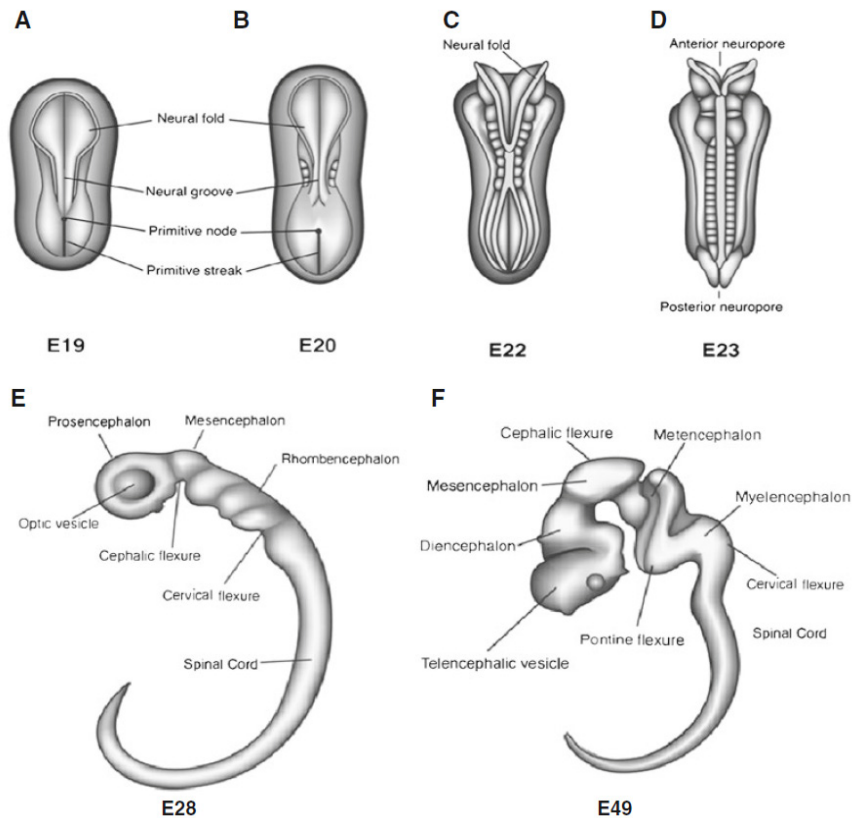 A
B
C
D
Neural fold
Anterior neuropore
Neural fold
Neural groove
Primitive node
Primitive streak
Posterior neuropore
E19
E20
E22
E23
E
F
Prosencephalon
Mesencephalon
Rhombencephalon
Optic vesicle
Cephalic flexure
Cervical flexure
Spinal Cord
E28
Cephalic flexure
Metencephalon
Mesencephalon
Myelencephalon
Diencephalon
Cervical flexure
Pontine flexure
Spinal Cord
Telencephalic vesicle
E49